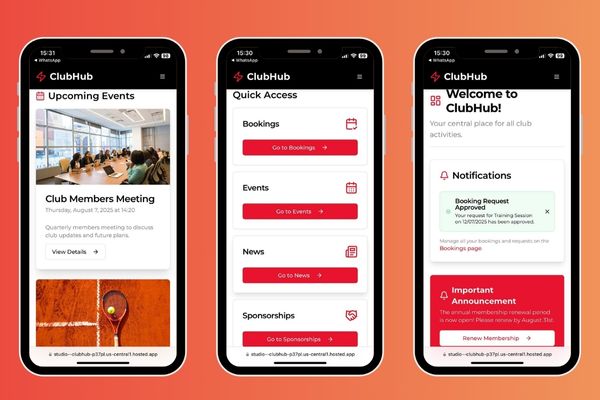 15:31
WhatsApp
ClubHub
Upcoming Events
Club Members Meeting
Thursday, August 7, 2025 at 14:20
Quarterly members meeting to discuss
club updates and future plans.
View Details →
studio--clubhub-p37pl.us-central1.hosted.app
15:30
WhatsApp
ClubHub
Quick Access
Bookings
Go to Bookings →
Events
Go to Events →
News
Go to News →
Sponsorships
Go to Sponsorships →
studio--clubhub-p37pl.us-central1.hosted.app
15:30
WhatsApp
ClubHub
Welcome to
ClubHub!
Your central place for all club
activities.
Notifications
Booking Request
Approved
Your request for Training Session
on 12/07/2025 has been approved.
Manage all your bookings and requests on the
Bookings page.
Important
Announcement
The annual membership renewal period
is now open! Please renew by August 31st.
Renew Membership →
studio--clubhub-p37pl.us-central1.hosted.app